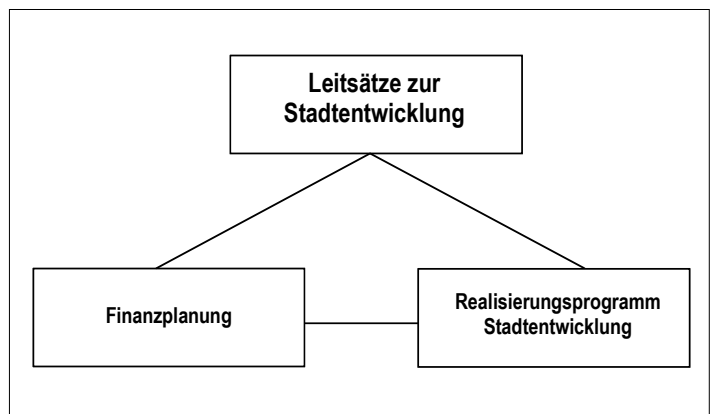 Leitsätze zur
Stadtentwicklung
Finanzplanung
Realisierungsprogramm
Stadtentwicklung